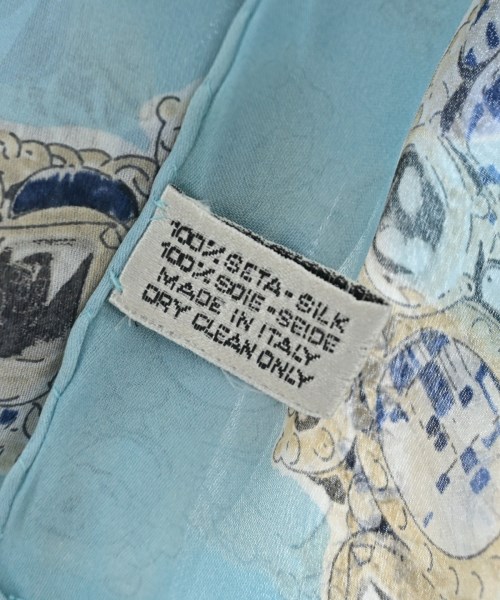 100% SETA-SILK
100% SOIE-SEIDE
MADE IN ITALY
DRY CLEAN ONLY